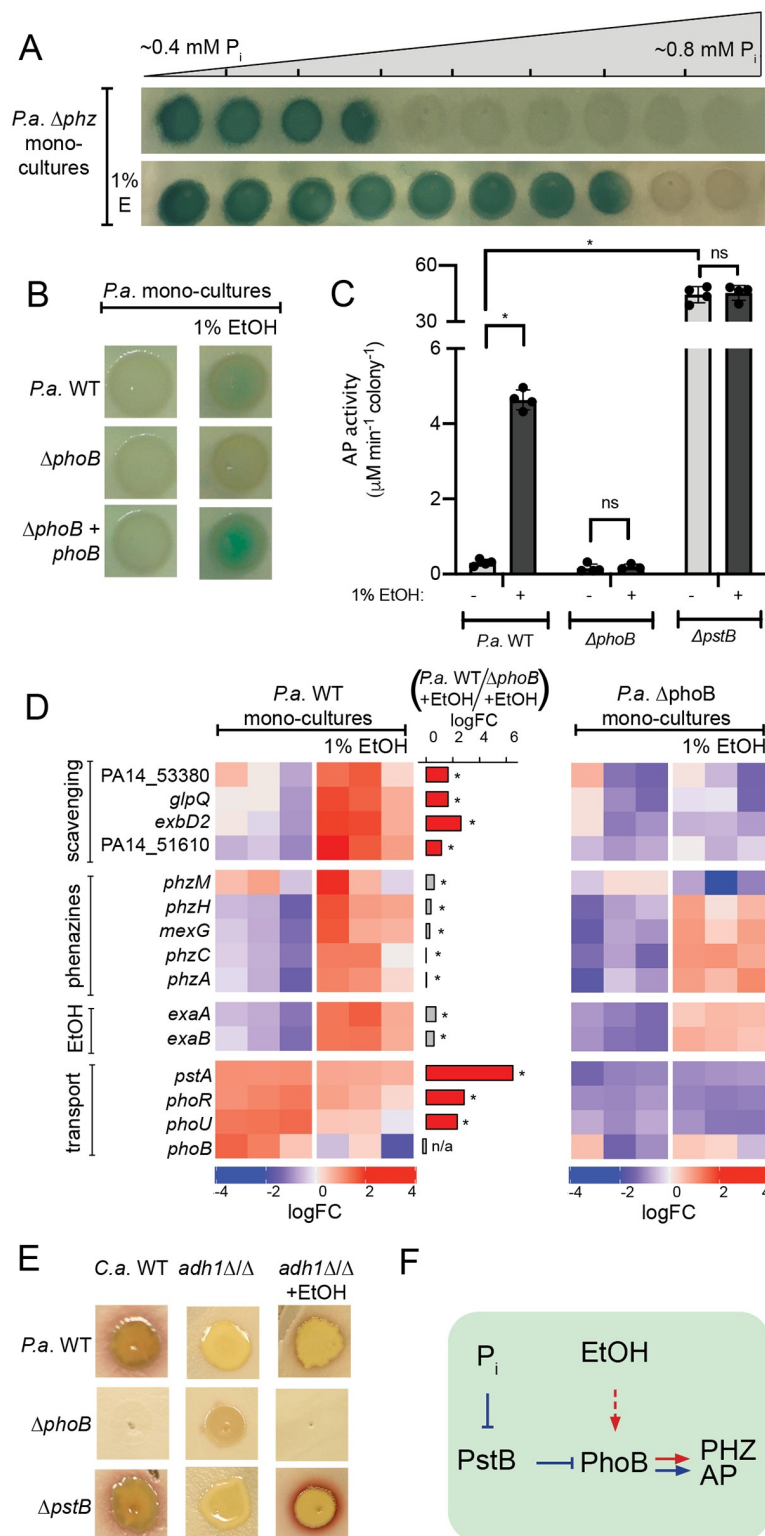 A
~0.4 mM Pi
~0.8 mM Pi
P.a. Δphz
mono-
cultures
1%
E
B
P.a. mono-cultures
1% EtOH
P.a. WT
ΔphoB
ΔphoB +
phoB
C
AP activity
(μM min-1 colony-1)
60
30
6
4
2
0
*
*
ns
ns
1% EtOH:
-
+
-
+
-
+
P.a. WT
ΔphoB
ΔpstB
D
P.a. WT
mono-cultures
1% EtOH
(P.a. WT/ΔphoB
+EtOH/+EtOH)
logFC
0 2 4 6
P.a. ΔphoB
mono-cultures
1% EtOH
scavenging
PA14_53380 *
glpQ *
exbD2 *
PA14_51610 *
phenazines
phzM *
phzH *
mexG *
phzC *
phzA *
EtOH
exaA *
exaB *
transport
pstA *
phoR *
phoU *
phoB n/a
-4 -2 0 2 4
logFC
-4 -2 0 2 4
logFC
E
C.a. WT
adh1Δ/Δ
adh1Δ/Δ
+EtOH
P.a. WT
ΔphoB
ΔpstB
F
Pi
EtOH
PstB
PhoB
PHZ
AP